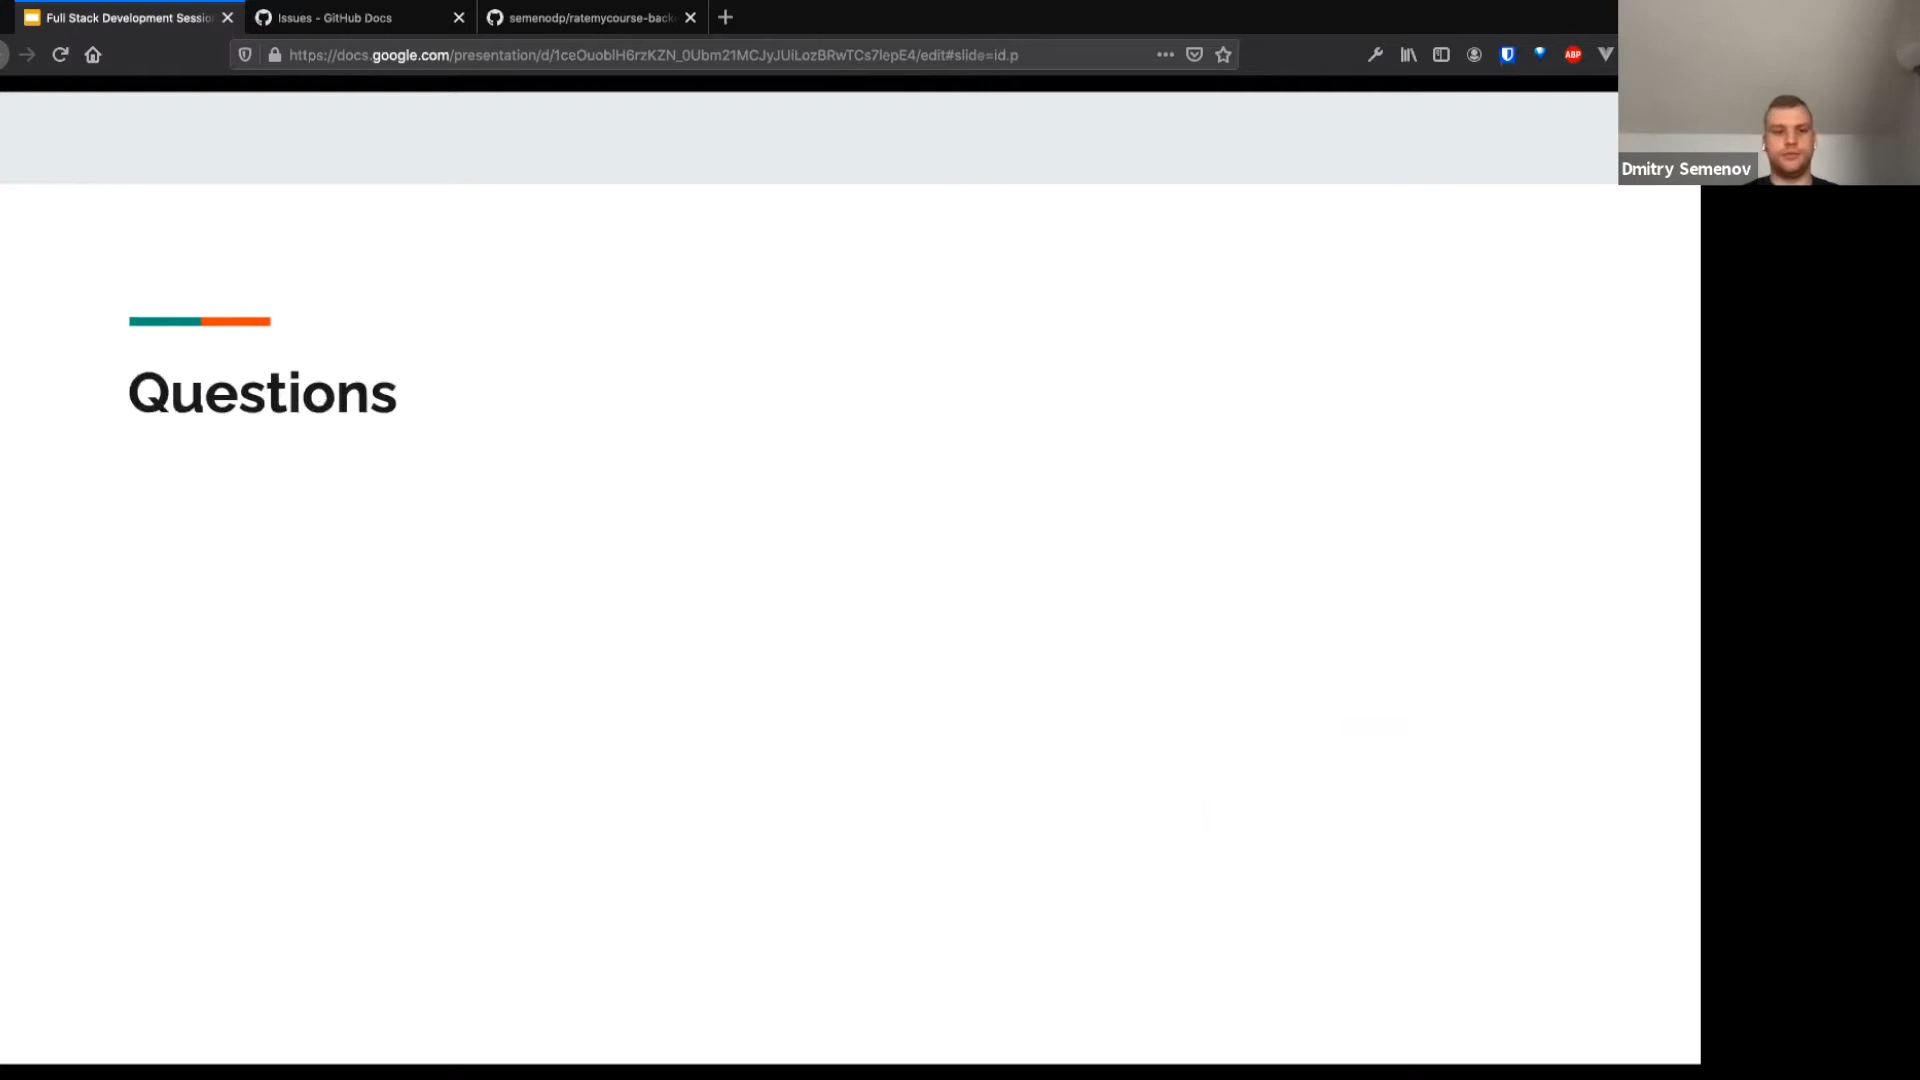 Full Stack Development Sessio
Issues - GitHub Docs
semenodp/ratemycourse-back
https://docs.google.com/presentation/d/1ceOuoblH6rzKZN_0Ubm21MCJyJUiLozBRwTCs7lepE4/edit#slide=id.p
ABP
Dmitry Semenov
Questions